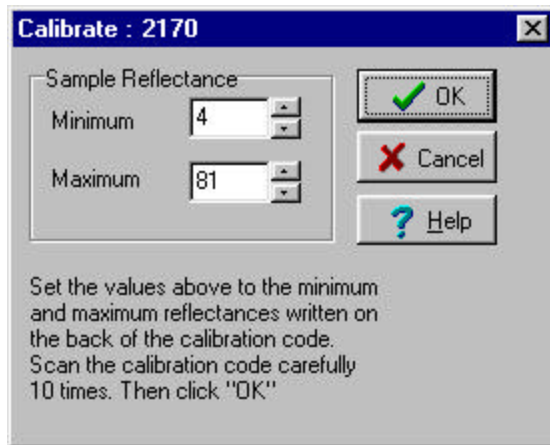 Calibrate : 2170
Sample Reflectance
Minimum 4
Maximum 81
OK
Cancel
Help
Set the values above to the minimum
and maximum reflectances written on
the back of the calibration code.
Scan the calibration code carefully
10 times. Then click "OK"